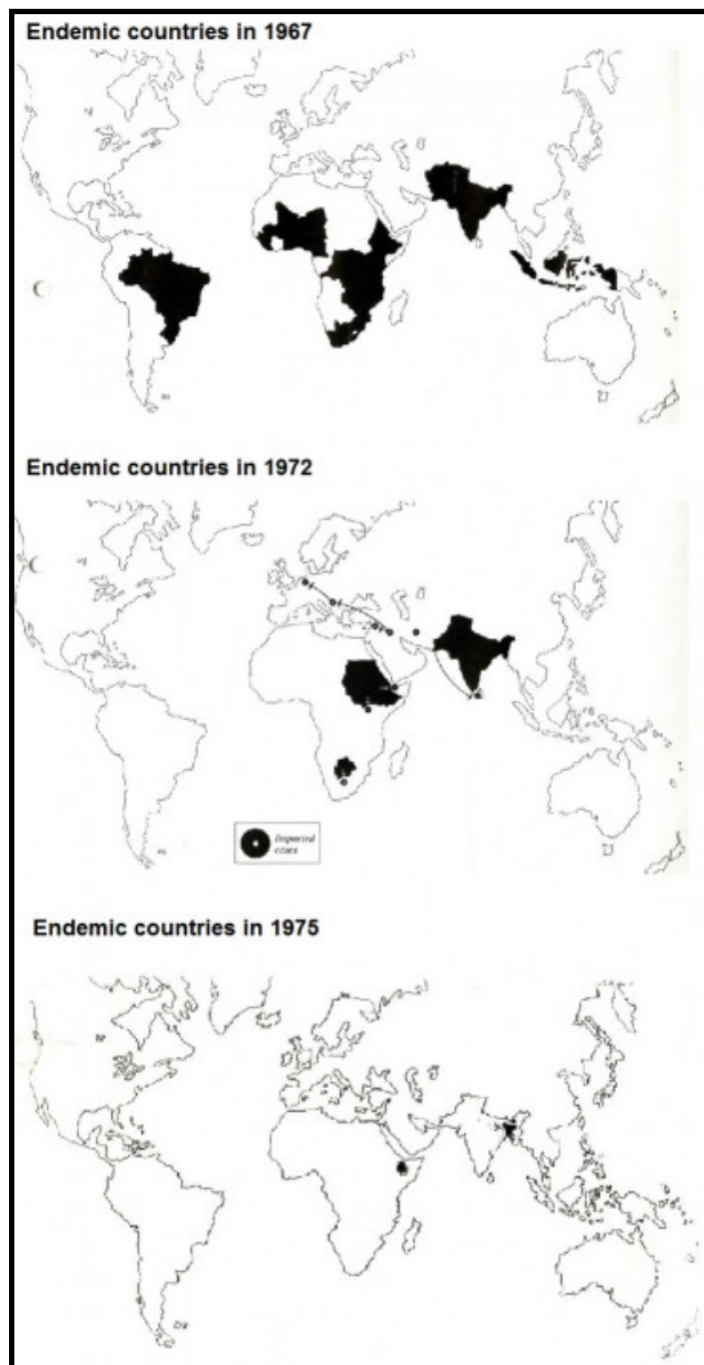 Endemic countries in 1967
Endemic countries in 1972
Imported
cases
Endemic countries in 1975